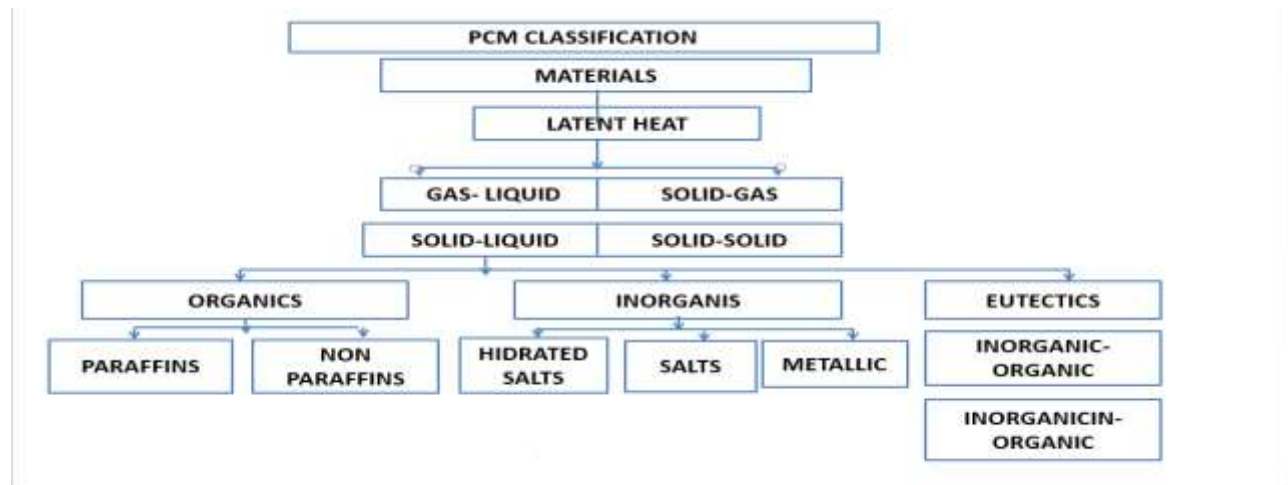 PCM CLASSIFICATION
MATERIALS
LATENT HEAT
GAS- LIQUID
SOLID-GAS
SOLID-LIQUID
SOLID-SOLID
ORGANICS
INORGANIS
EUTECTICS
PARAFFINS
NON
PARAFFINS
HIDRATED
SALTS
SALTS
METALLIC
INORGANIC-
ORGANIC
INORGANICIN-
ORGANIC